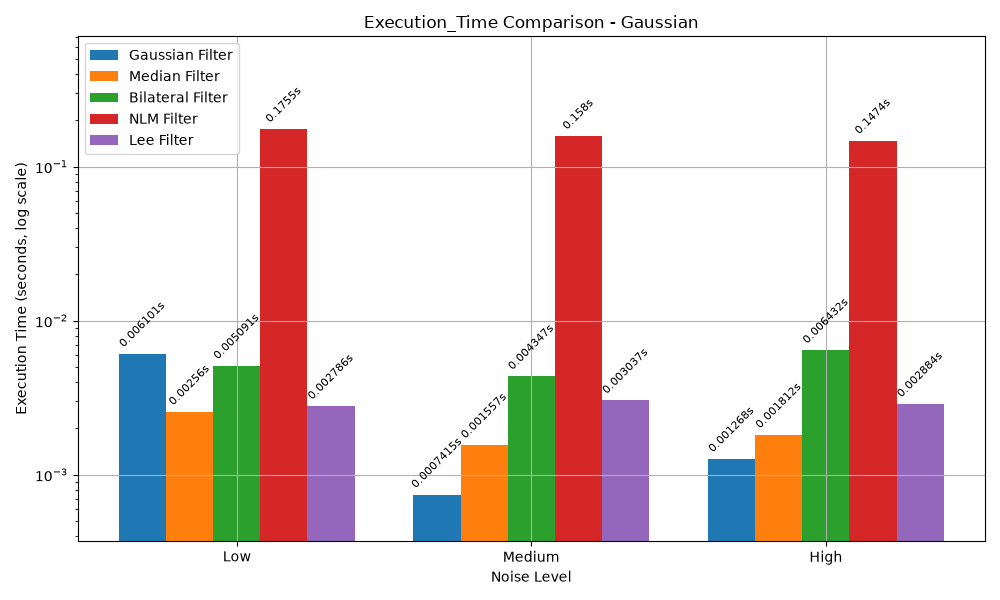 Execution_Time Comparison - Gaussian
Gaussian Filter
Median Filter
Bilateral Filter
NLM Filter
Lee Filter
Execution Time (seconds, log scale)
10⁻¹
10⁻²
10⁻³
0.006101s
0.00256s
0.005091s
0.1755s
0.002786s
0.0007415s
0.001557s
0.004347s
0.158s
0.003037s
0.001268s
0.001812s
0.006432s
0.1474s
0.002884s
Low
Medium
High
Noise Level